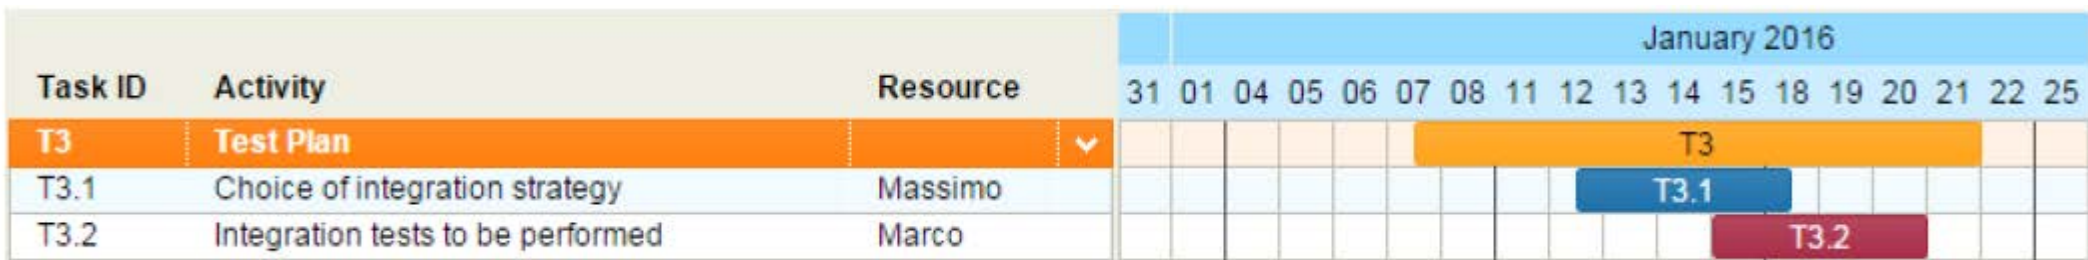 January 2016
Task ID Activity Resource 31 01 04 05 06 07 08 11 12 13 14 15 18 19 20 21 22 25
T3 Test Plan T3
T3.1 Choice of integration strategy Massimo T3.1
T3.2 Integration tests to be performed Marco T3.2